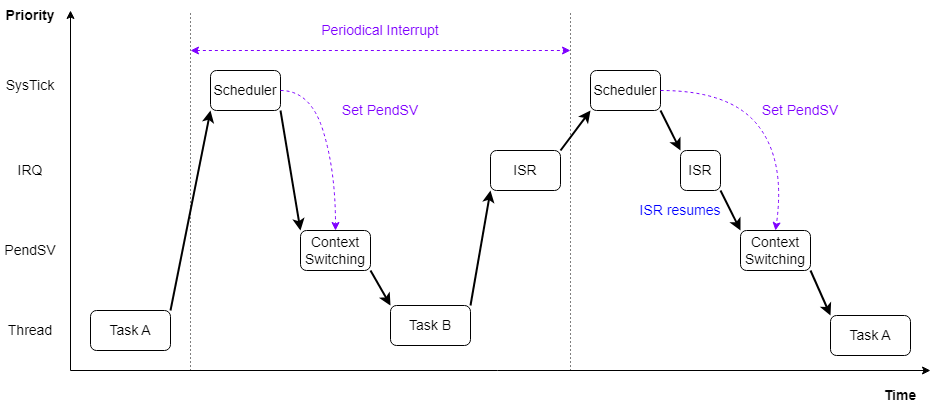 Priority
Periodical Interrupt
SysTick
Scheduler
Scheduler
Set PendSV
Set PendSV
IRQ
ISR
ISR
ISR resumes
PendSV
Context
Switching
Context
Switching
Thread
Task A
Task B
Task A
Time